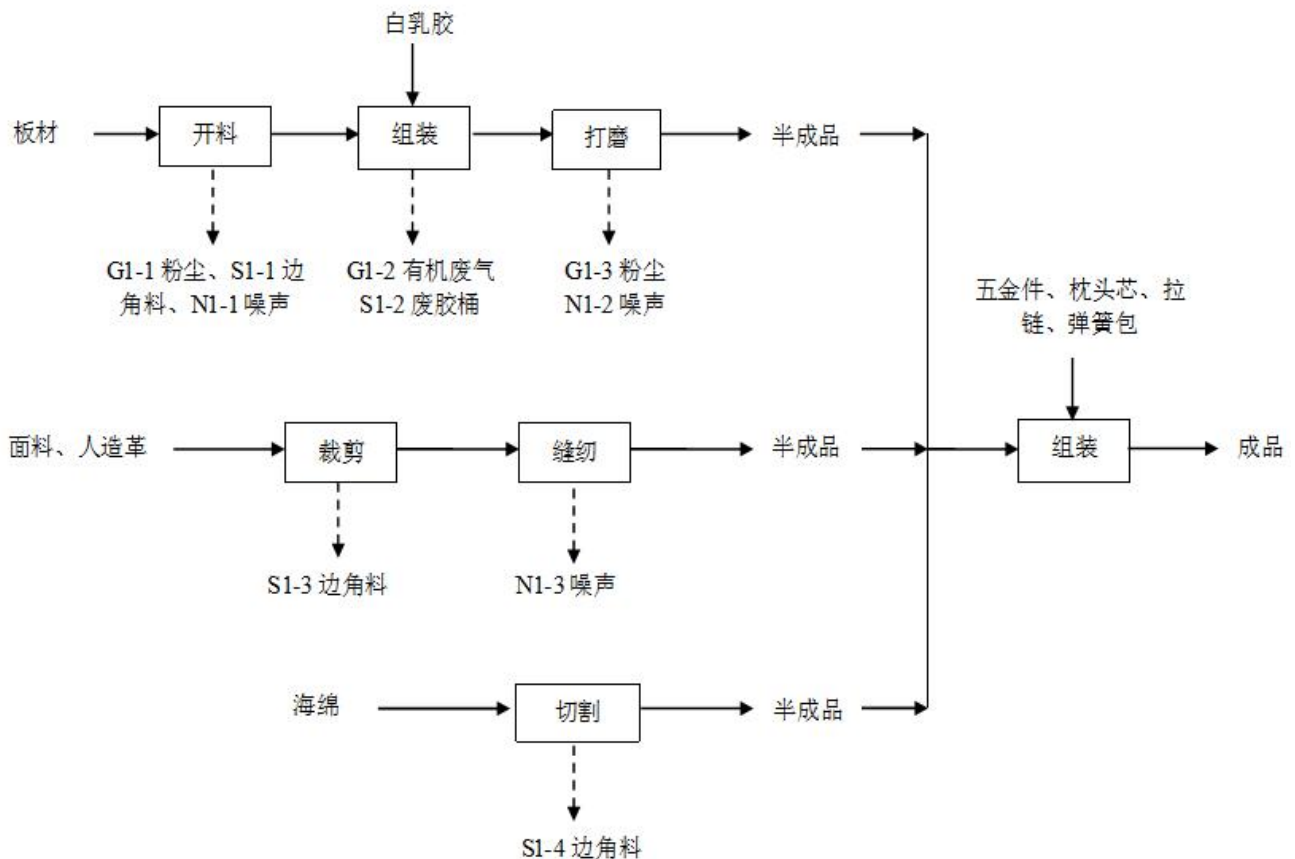 白乳胶
板材
开料
组装
打磨
半成品
G1-1 粉尘、S1-1 边
角料、N1-1 噪声
G1-2 有机废气
S1-2 废胶桶
G1-3 粉尘
N1-2 噪声
五金件、枕头芯、拉
链、弹簧包
面料、人造革
裁剪
缝纫
半成品
组装
成品
S1-3 边角料
N1-3 噪声
海绵
切割
半成品
S1-4 边角料